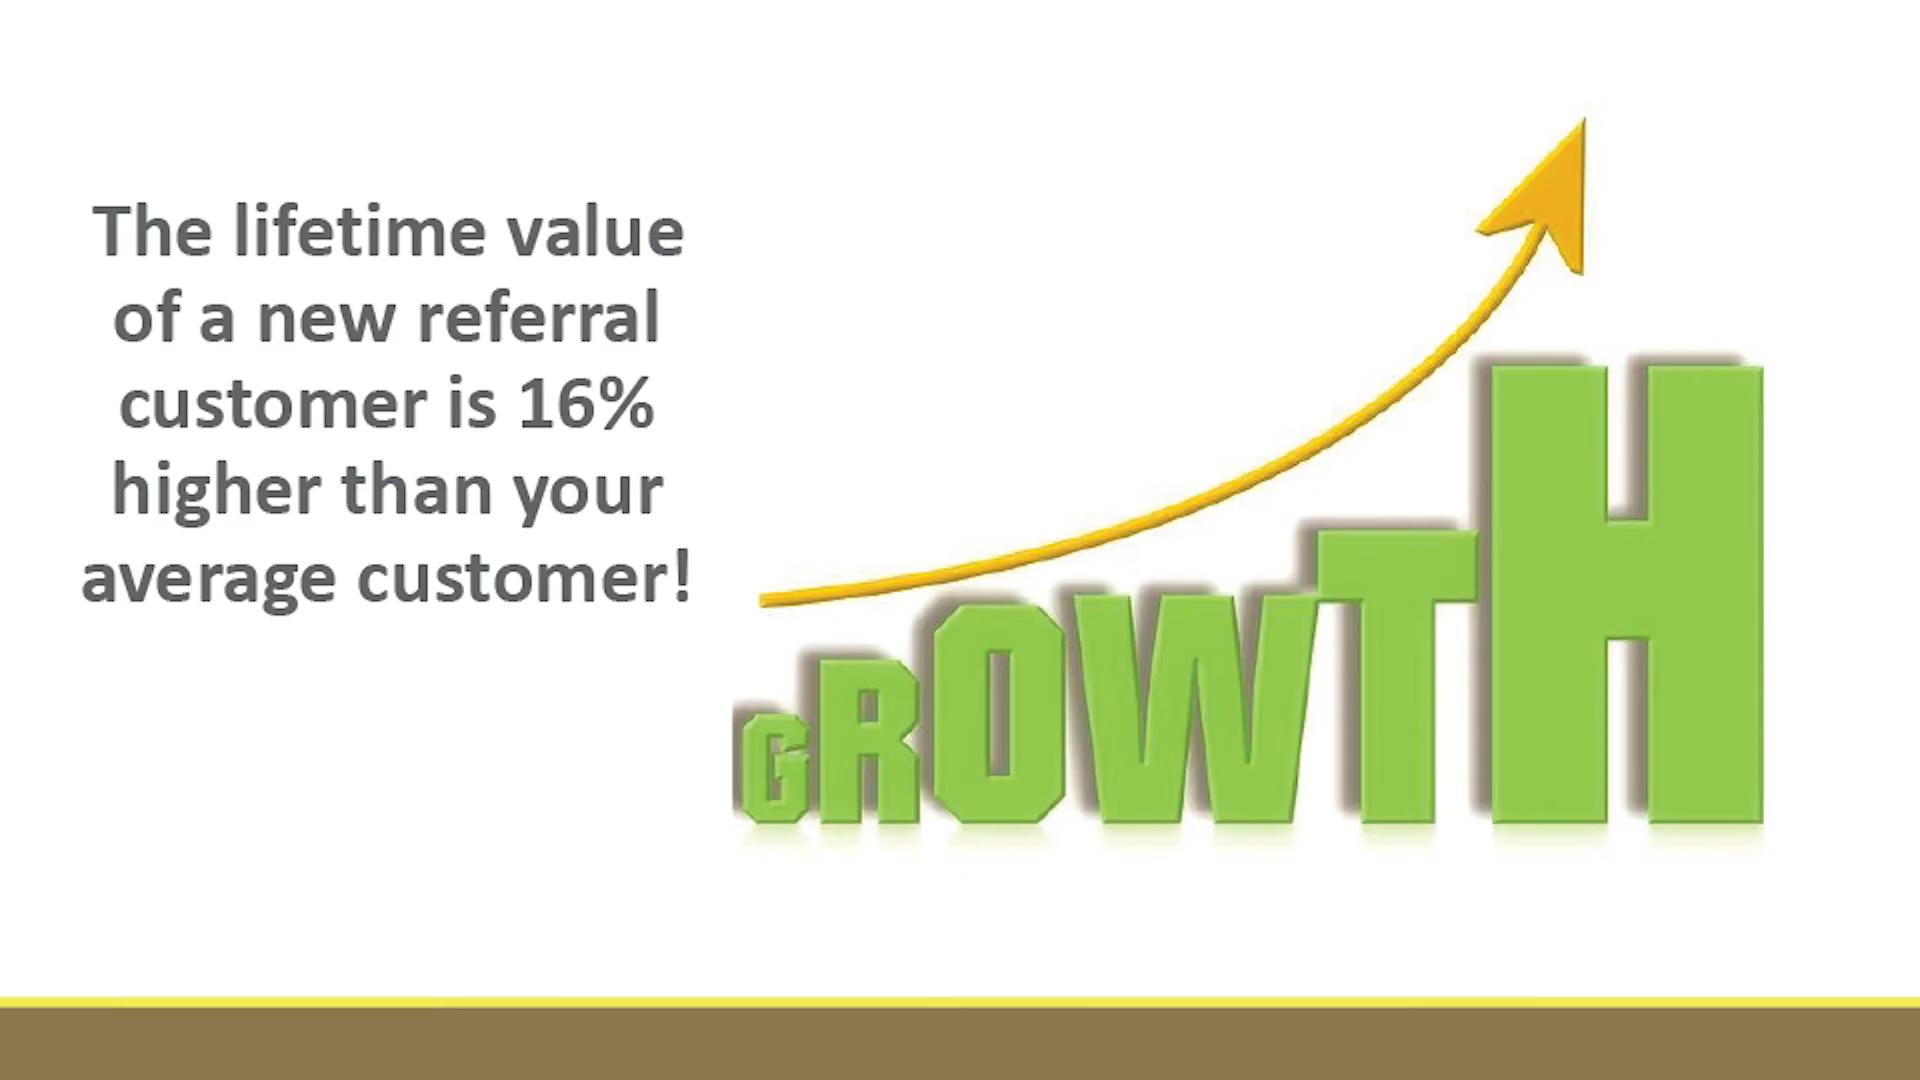 The lifetime value
of a new referral
customer is 16%
higher than your
average customer!
GROWTH